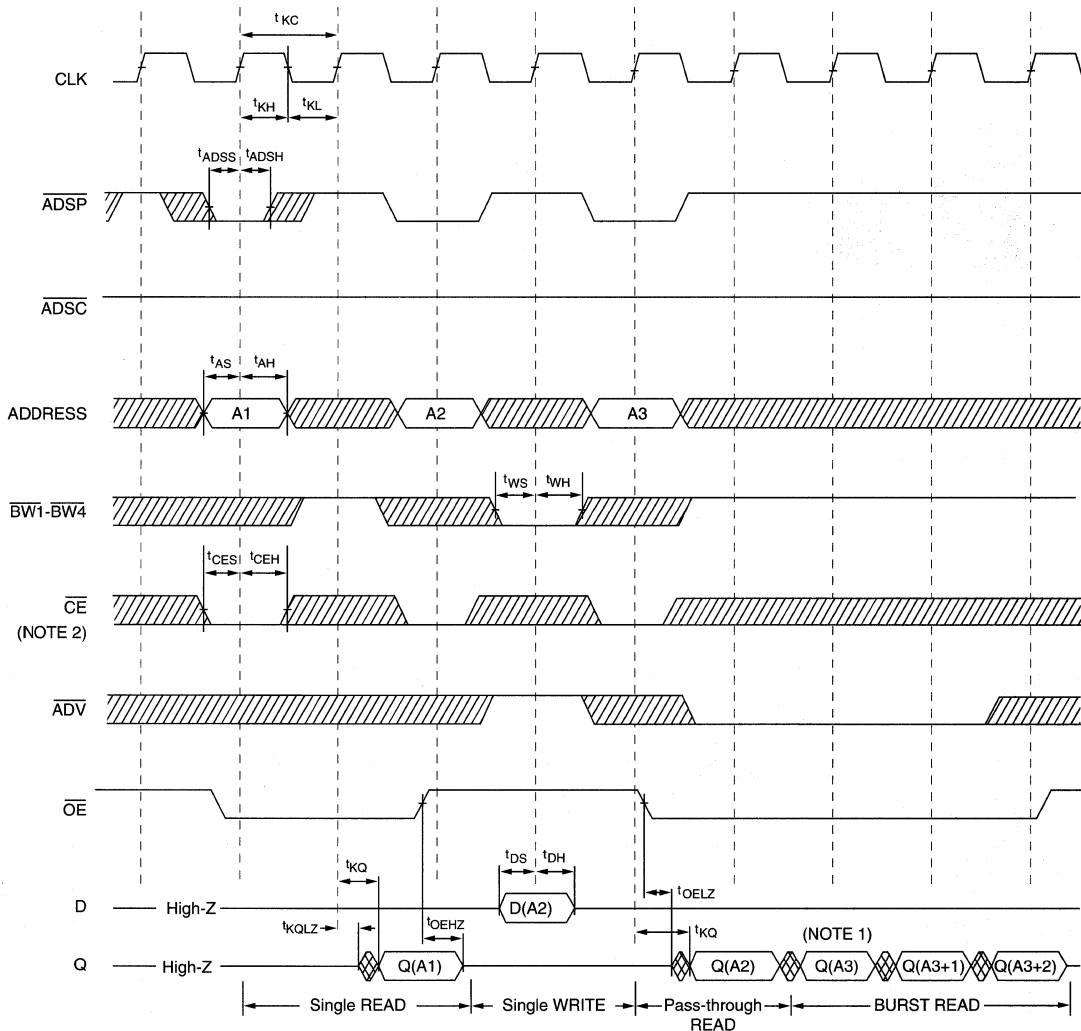 tKC
CLK
tKH
tKL
tADSS
tADSH
ADSP
ADSC
tAS
tAH
ADDRESS
A1
A2
A3
tWS
tWH
BW1-BW4
tCES
tCEH
CE
(NOTE 2)
ADV
OE
tDS
tDH
tKQ
tOELZ
D
High-Z
D(A2)
tKQLZ
tOEHZ
tKQ
(NOTE 1)
Q
High-Z
Q(A1)
Q(A2)
Q(A3)
Q(A3+1)
Q(A3+2)
Single READ
Single WRITE
Pass-through
READ
BURST READ